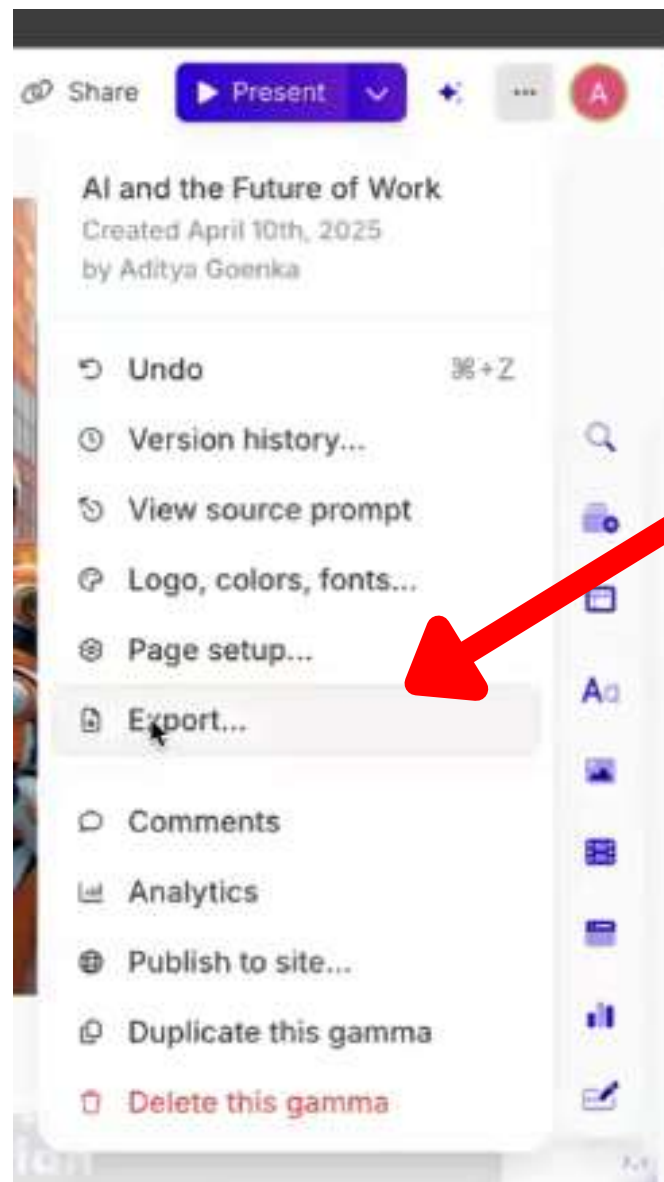 Share
Present
A
AI and the Future of Work
Created April 10th, 2025
by Aditya Goenka
Undo ⌘+Z
Version history...
View source prompt
Logo, colors, fonts...
Page setup...
Export...
Aa
Comments
Analytics
Publish to site...
Duplicate this gamma
Delete this gamma